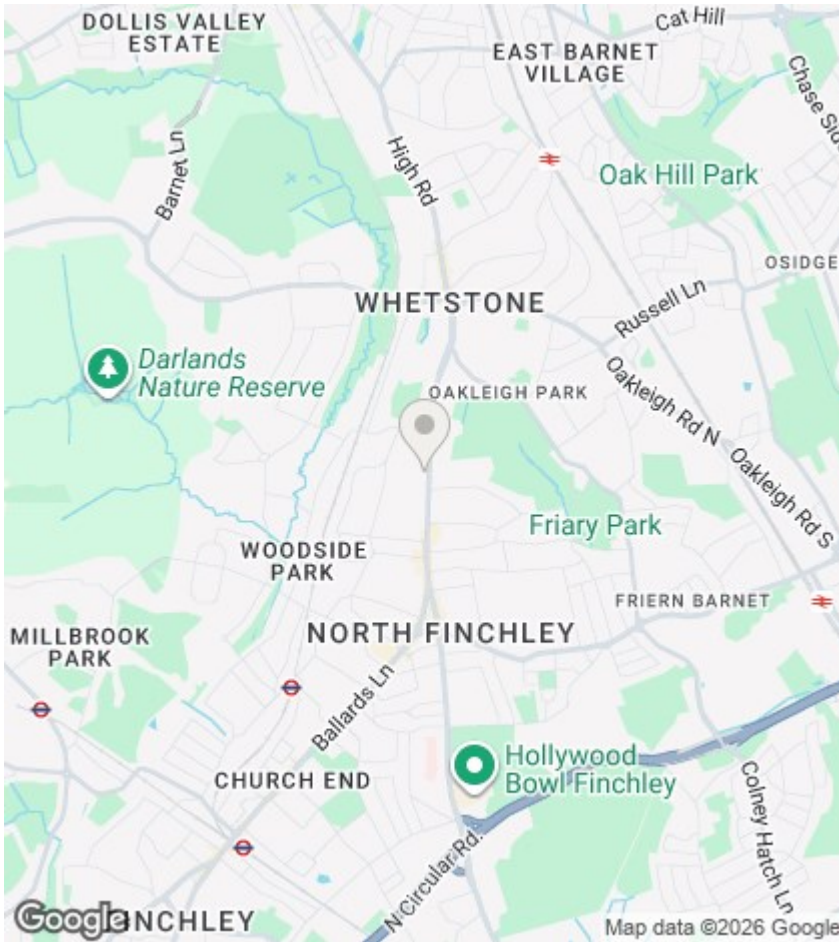 DOLLIS VALLEY
ESTATE
Cat Hill
EAST BARNET
VILLAGE
High Rd
Barnet Ln
Oak Hill Park
OSIDGE
WHETSTONE
Russell Ln
Darlands
Nature Reserve
OAKLEIGH PARK
Oakleigh Rd N
Oakleigh Rd S
Friary Park
WOODSIDE
PARK
FRIERN BARNET
NORTH FINCHLEY
MILLBROOK
PARK
Ballards Ln
Hollywood
Bowl Finchley
CHURCH END
Colney Hatch Ln
N Circular Rd.
Google
FINCHLEY
Map data ©2026 Google